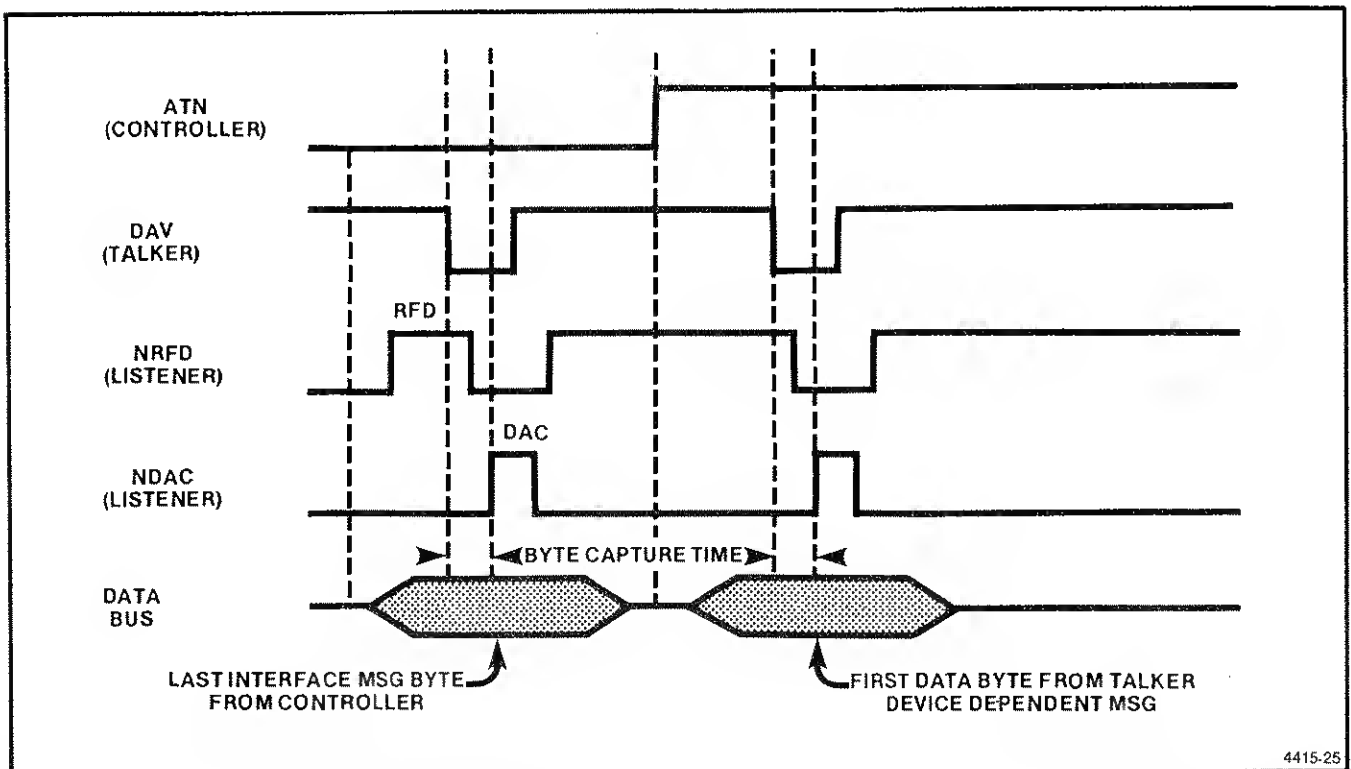 ATN
(CONTROLLER)
DAV
(TALKER)
RFD
NRFD
(LISTENER)
DAC
NDAC
(LISTENER)
BYTE CAPTURE TIME
DATA
BUS
LAST INTERFACE MSG BYTE
FROM CONTROLLER
FIRST DATA BYTE FROM TALKER
DEVICE DEPENDENT MSG
4415-25